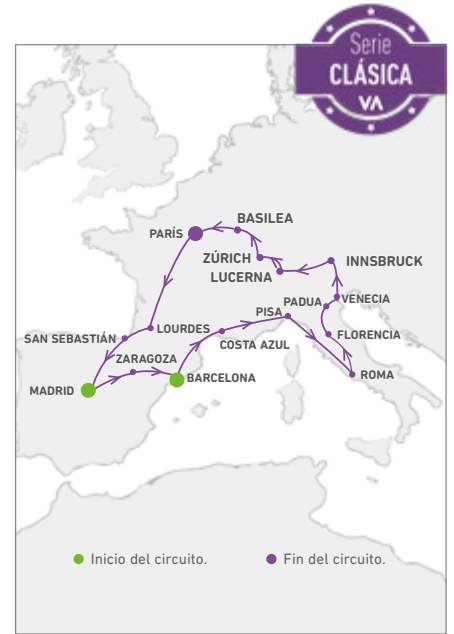 Serie
CLÁSICA
VA
BASILEA
PARÍS
ZÚRICH
INNSBRUCK
LUCERNA
PADUA
VENECIA
PISA
LOURDES
SAN SEBASTIÁN
FLORENCIA
COSTA AZUL
ZARAGOZA
ROMA
BARCELONA
MADRID
Inicio del circuito.
Fin del circuito.